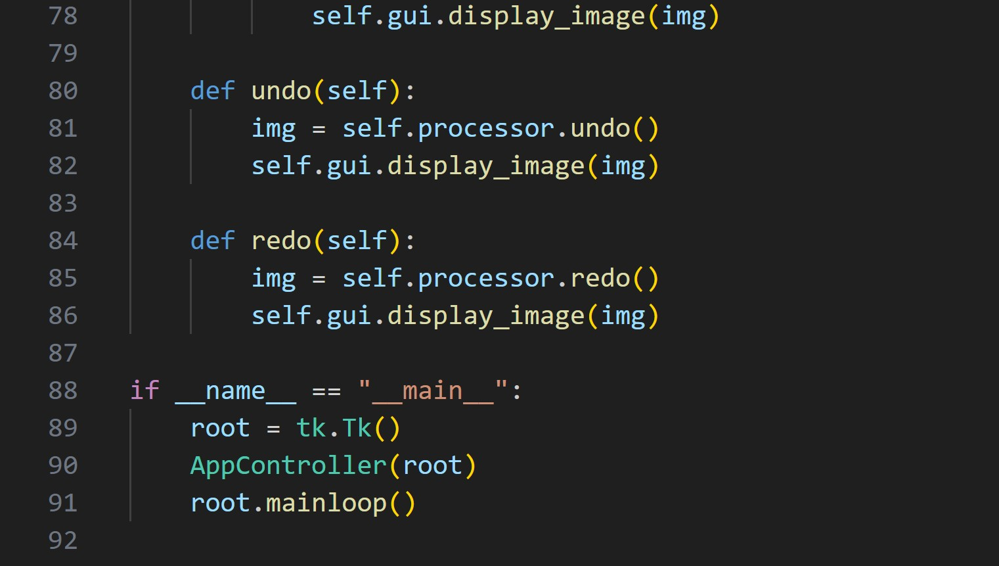 78                self.gui.display_image(img)
79
80        def undo(self):
81            img = self.processor.undo()
82            self.gui.display_image(img)
83
84        def redo(self):
85            img = self.processor.redo()
86            self.gui.display_image(img)
87
88    if __name__ == "__main__":
89        root = tk.Tk()
90        AppController(root)
91        root.mainloop()
92